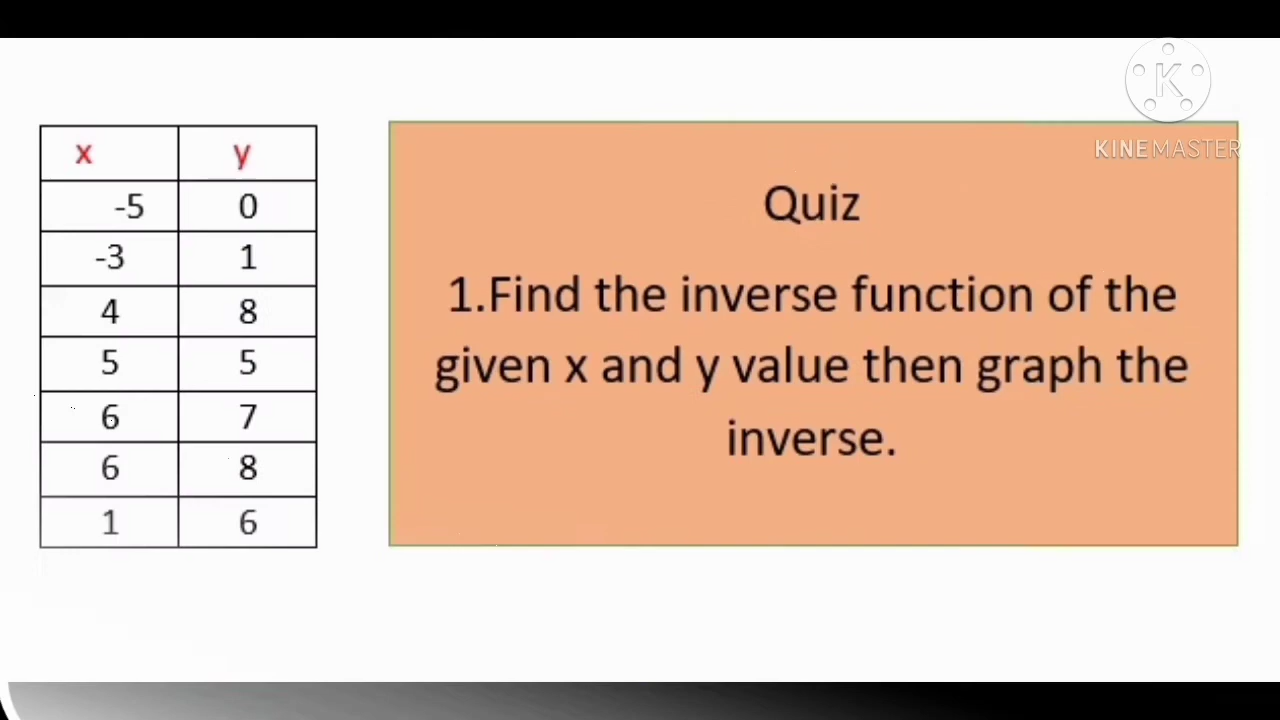 K
KINEMASTER
x y
-5 0
-3 1
4 8
5 5
6 7
6 8
1 6
Quiz
1.Find the inverse function of the
given x and y value then graph the
inverse.